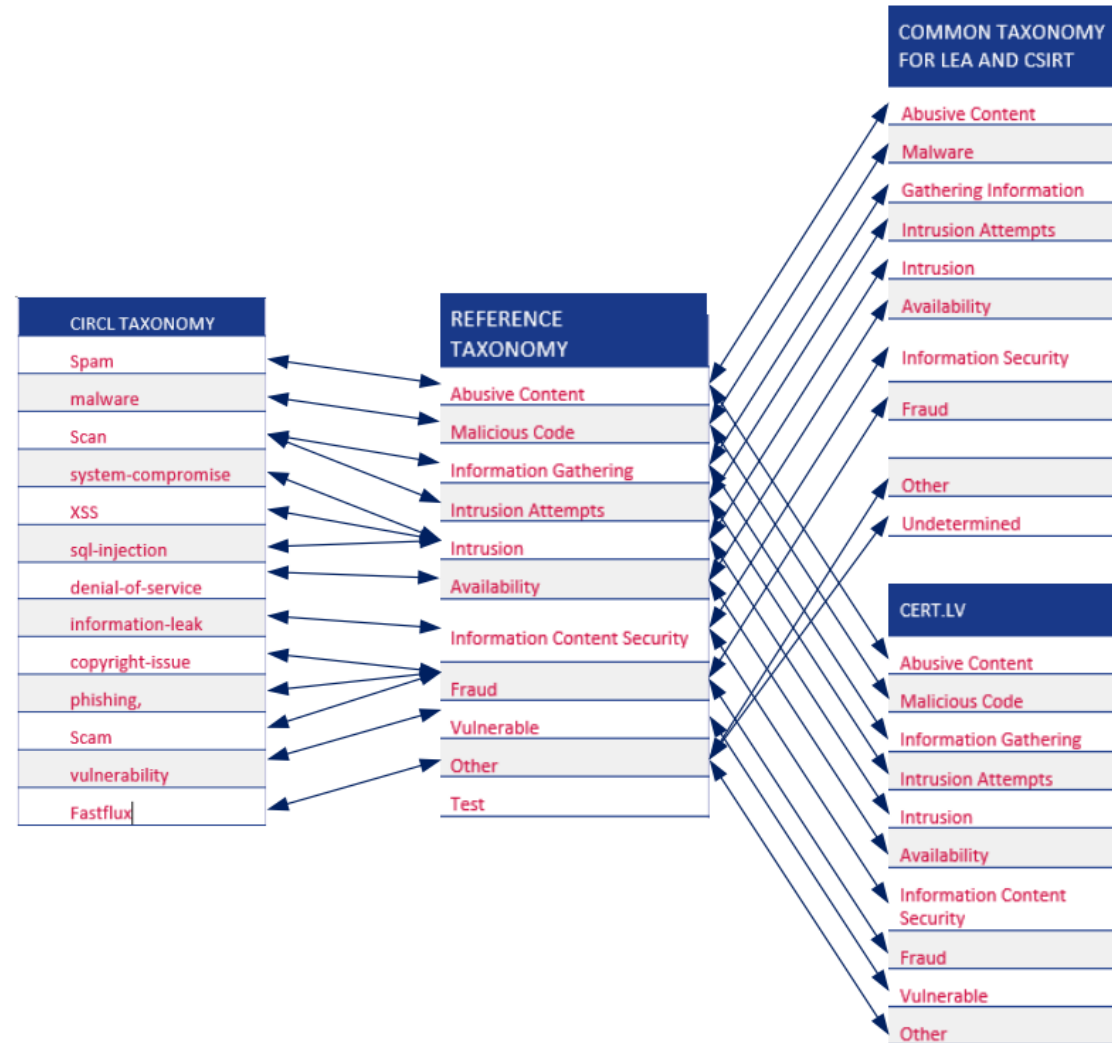 COMMON TAXONOMY
FOR LEA AND CSIRT
Abusive Content
Malware
Gathering Information
Intrusion Attempts
Intrusion
Availability
Information Security
Fraud
Other
Undetermined
CIRCL TAXONOMY
Spam
malware
Scan
system-compromise
XSS
sql-injection
denial-of-service
information-leak
copyright-issue
phishing,
Scam
vulnerability
Fastflux
REFERENCE
TAXONOMY
Abusive Content
Malicious Code
Information Gathering
Intrusion Attempts
Intrusion
Availability
Information Content Security
Fraud
Vulnerable
Other
Test
CERT.LV
Abusive Content
Malicious Code
Information Gathering
Intrusion Attempts
Intrusion
Availability
Information Content
Security
Fraud
Vulnerable
Other